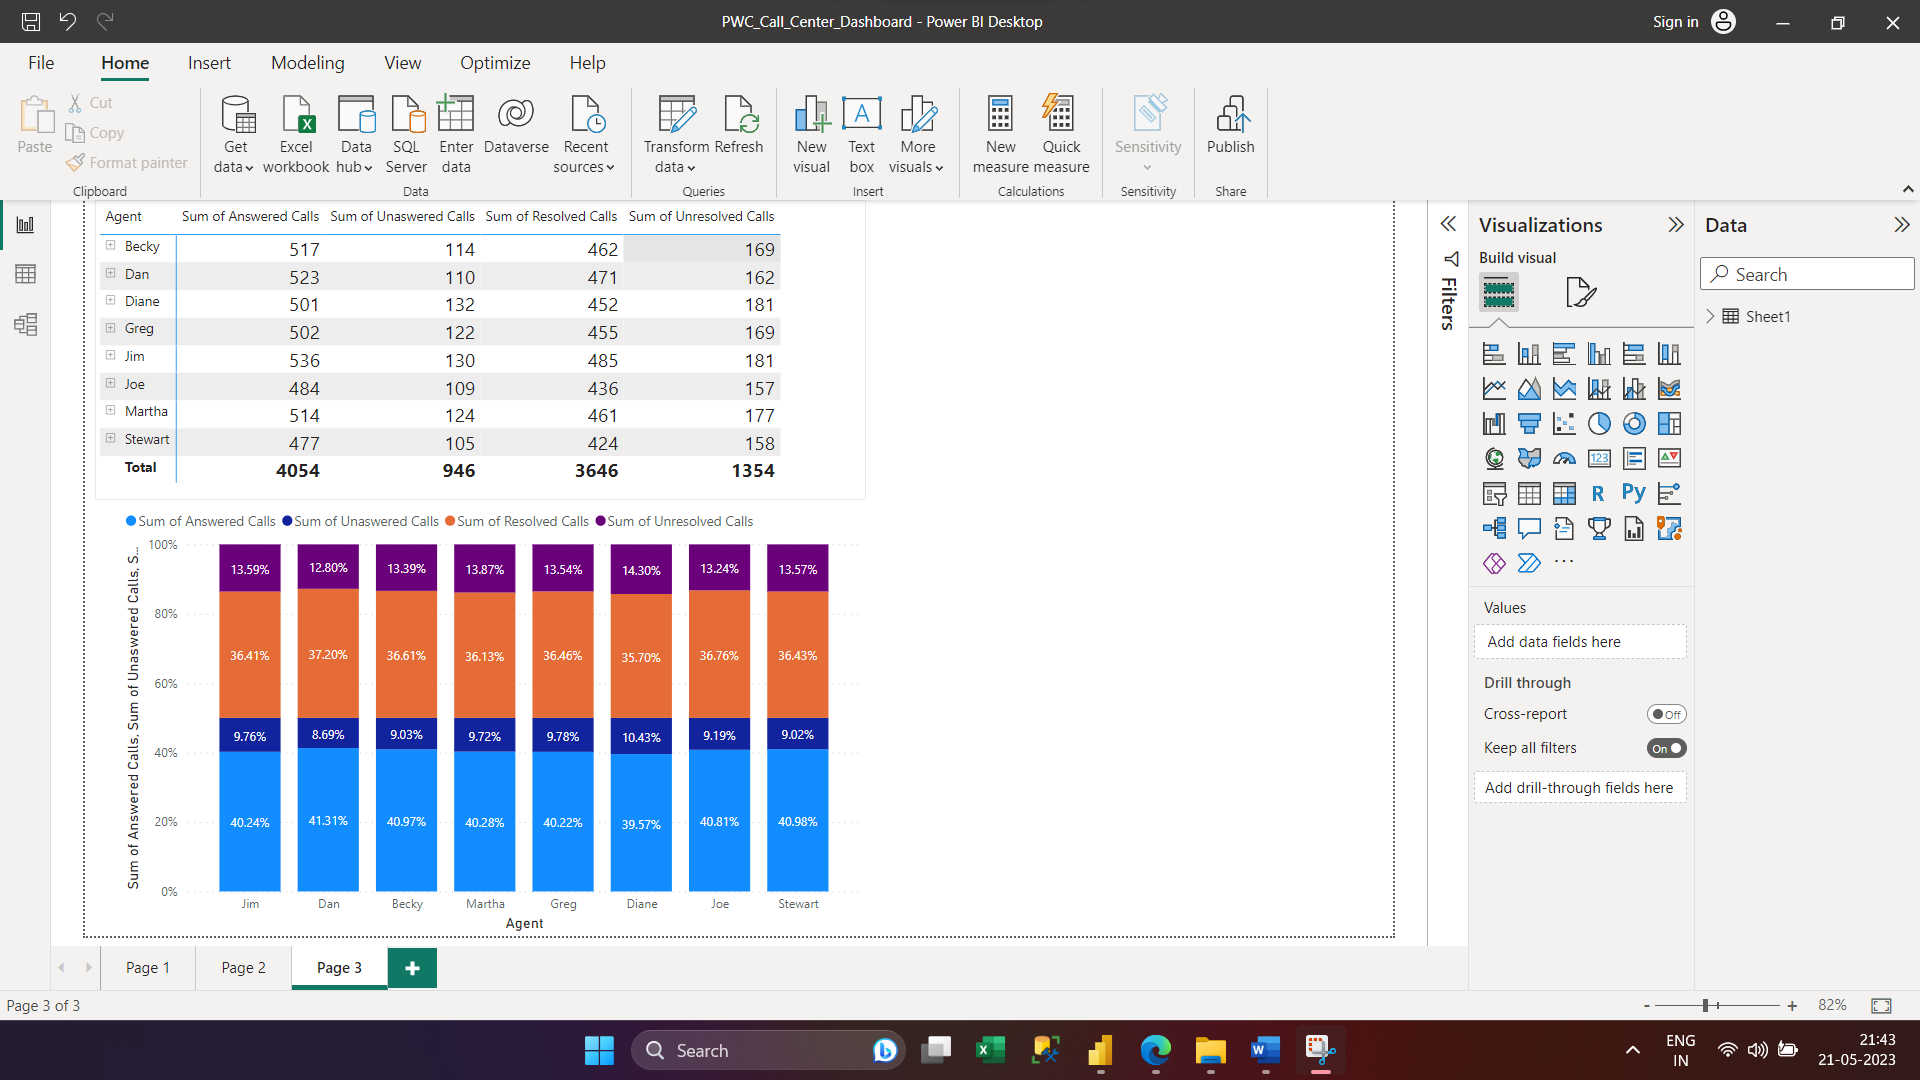 PWC_Call_Center_Dashboard - Power BI Desktop
Sign in
File Home Insert Modeling View Optimize Help
Paste
Cut
Copy
Format painter
Clipboard
Get data
Excel workbook
Data hub
SQL Server
Enter data
Dataverse
Recent sources
Data
Transform data
Refresh
Queries
New visual
Text box
More visuals
Insert
New measure
Quick measure
Calculations
Sensitivity
Sensitivity
Publish
Share
Agent Sum of Answered Calls Sum of Unaswered Calls Sum of Resolved Calls Sum of Unresolved Calls
Becky 517 114 462 169
Dan 523 110 471 162
Diane 501 132 452 181
Greg 502 122 455 169
Jim 536 130 485 181
Joe 484 109 436 157
Martha 514 124 461 177
Stewart 477 105 424 158
Total 4054 946 3646 1354
Sum of Answered Calls Sum of Unaswered Calls Sum of Resolved Calls Sum of Unresolved Calls
Sum of Answered Calls, Sum of Unaswered Calls, S...
100%
80%
60%
40%
20%
0%
13.59% 12.80% 13.39% 13.87% 13.54% 14.30% 13.24% 13.57%
36.41% 37.20% 36.61% 36.13% 36.46% 35.70% 36.76% 36.43%
9.76% 8.69% 9.03% 9.72% 9.78% 10.43% 9.19% 9.02%
40.24% 41.31% 40.97% 40.28% 40.22% 39.57% 40.81% 40.98%
Jim Dan Becky Martha Greg Diane Joe Stewart
Agent
Filters
Visualizations
Build visual
123
R Py
...
Values
Add data fields here
Drill through
Cross-report Off
Keep all filters On
Add drill-through fields here
Data
Search
Sheet1
Page 1 Page 2 Page 3 +
Page 3 of 3
- + 82%
Search
ENG
IN
21:43
21-05-2023